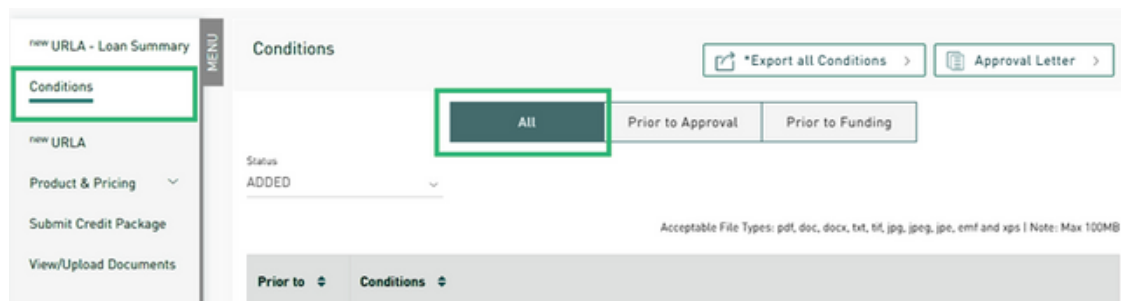 new URLA - Loan Summary
Conditions
new URLA
Product & Pricing
Submit Credit Package
View/Upload Documents
MENU
Conditions
*Export all Conditions >
Approval Letter >
All
Prior to Approval
Prior to Funding
Status
ADDED
Acceptable File Types: pdf, doc, docx, txt, tif, jpg, jpeg, jpe, emf and xps | Note: Max 100MB
Prior to
Conditions